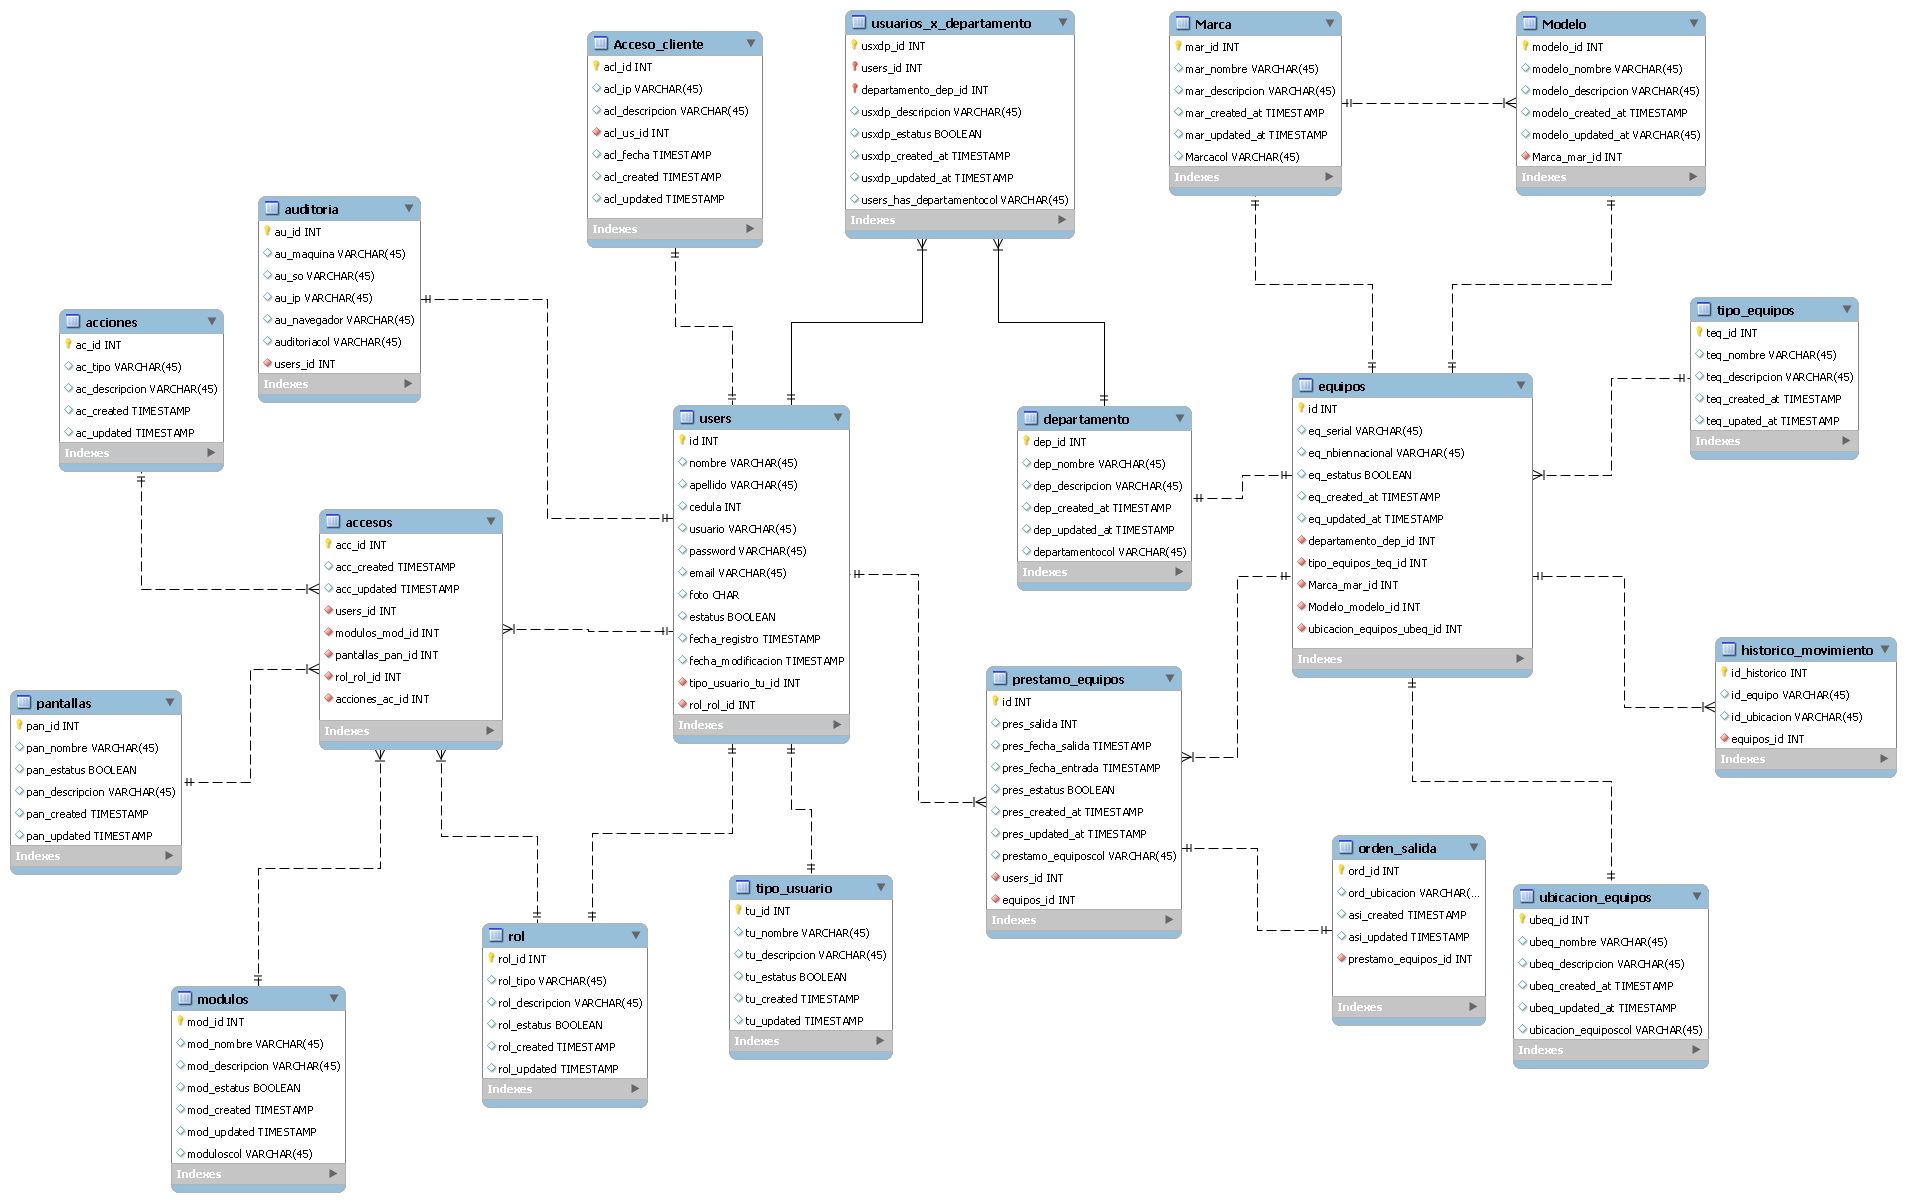 Acceso_cliente
acl_id INT
acl_ip VARCHAR(45)
acl_descripcion VARCHAR(45)
acl_us_id INT
acl_fecha TIMESTAMP
acl_created TIMESTAMP
acl_updated TIMESTAMP
Indexes
usuarios_x_departamento
usxdp_id INT
users_id INT
departamento_dep_id INT
usxdp_descripcion VARCHAR(45)
usxdp_estatus BOOLEAN
usxdp_created_at TIMESTAMP
usxdp_updated_at TIMESTAMP
users_has_departamentocol VARCHAR(45)
Indexes
Marca
mar_id INT
mar_nombre VARCHAR(45)
mar_descripcion VARCHAR(45)
mar_created_at TIMESTAMP
mar_updated_at TIMESTAMP
Marcacol VARCHAR(45)
Indexes
Modelo
modelo_id INT
modelo_nombre VARCHAR(45)
modelo_descripcion VARCHAR(45)
modelo_created_at TIMESTAMP
modelo_updated_at VARCHAR(45)
Marca_mar_id INT
Indexes
auditoria
au_id INT
au_maquina VARCHAR(45)
au_so VARCHAR(45)
au_ip VARCHAR(45)
au_navegador VARCHAR(45)
auditoriacol VARCHAR(45)
users_id INT
Indexes
acciones
ac_id INT
ac_tipo VARCHAR(45)
ac_descripcion VARCHAR(45)
ac_created TIMESTAMP
ac_updated TIMESTAMP
Indexes
tipo_equipos
teq_id INT
teq_nombre VARCHAR(45)
teq_descripcion VARCHAR(45)
teq_created_at TIMESTAMP
teq_upated_at TIMESTAMP
Indexes
users
id INT
nombre VARCHAR(45)
apellido VARCHAR(45)
cedula INT
usuario VARCHAR(45)
password VARCHAR(45)
email VARCHAR(45)
foto CHAR
estatus BOOLEAN
fecha_registro TIMESTAMP
fecha_modificacion TIMESTAMP
tipo_usuario_tu_id INT
rol_rol_id INT
Indexes
departamento
dep_id INT
dep_nombre VARCHAR(45)
dep_descripcion VARCHAR(45)
dep_created_at TIMESTAMP
dep_updated_at TIMESTAMP
departamentocol VARCHAR(45)
Indexes
equipos
id INT
eq_serial VARCHAR(45)
eq_nbiennacional VARCHAR(45)
eq_estatus BOOLEAN
eq_created_at TIMESTAMP
eq_updated_at TIMESTAMP
departamento_dep_id INT
tipo_equipos_teq_id INT
Marca_mar_id INT
Modelo_modelo_id INT
ubicacion_equipos_ubeq_id INT
Indexes
accesos
acc_id INT
acc_created TIMESTAMP
acc_updated TIMESTAMP
users_id INT
modulos_mod_id INT
pantallas_pan_id INT
rol_rol_id INT
acciones_ac_id INT
Indexes
pantallas
pan_id INT
pan_nombre VARCHAR(45)
pan_estatus BOOLEAN
pan_descripcion VARCHAR(45)
pan_created TIMESTAMP
pan_updated TIMESTAMP
Indexes
prestamo_equipos
id INT
pres_salida INT
pres_fecha_salida TIMESTAMP
pres_fecha_entrada TIMESTAMP
pres_estatus BOOLEAN
pres_created_at TIMESTAMP
pres_updated_at TIMESTAMP
prestamo_equiposcol VARCHAR(45)
users_id INT
equipos_id INT
Indexes
historico_movimiento
id_historico INT
id_equipo VARCHAR(45)
id_ubicacion VARCHAR(45)
equipos_id INT
Indexes
orden_salida
ord_id INT
ord_ubicacion VARCHAR(...
asi_created TIMESTAMP
asi_updated TIMESTAMP
prestamo_equipos_id INT
Indexes
ubicacion_equipos
ubeq_id INT
ubeq_nombre VARCHAR(45)
ubeq_descripcion VARCHAR(45)
ubeq_created_at TIMESTAMP
ubeq_updated_at TIMESTAMP
ubicacion_equiposcol VARCHAR(45)
Indexes
tipo_usuario
tu_id INT
tu_nombre VARCHAR(45)
tu_descripcion VARCHAR(45)
tu_estatus BOOLEAN
tu_created TIMESTAMP
tu_updated TIMESTAMP
Indexes
rol
rol_id INT
rol_tipo VARCHAR(45)
rol_descripcion VARCHAR(45)
rol_estatus BOOLEAN
rol_created TIMESTAMP
rol_updated TIMESTAMP
Indexes
modulos
mod_id INT
mod_nombre VARCHAR(45)
mod_descripcion VARCHAR(45)
mod_estatus BOOLEAN
mod_created TIMESTAMP
mod_updated TIMESTAMP
moduloscol VARCHAR(45)
Indexes